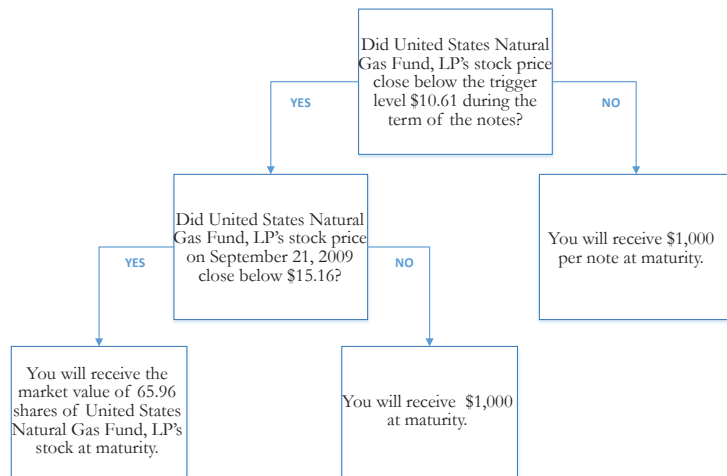 Did United States Natural
Gas Fund, LP's stock price
close below the trigger
level $10.61 during the
term of the notes?
YES
NO
Did United States Natural
Gas Fund, LP's stock price
on September 21, 2009
close below $15.16?
You will receive $1,000
per note at maturity.
YES
NO
You will receive the
market value of 65.96
shares of United States
Natural Gas Fund, LP's
stock at maturity.
You will receive $1,000
at maturity.